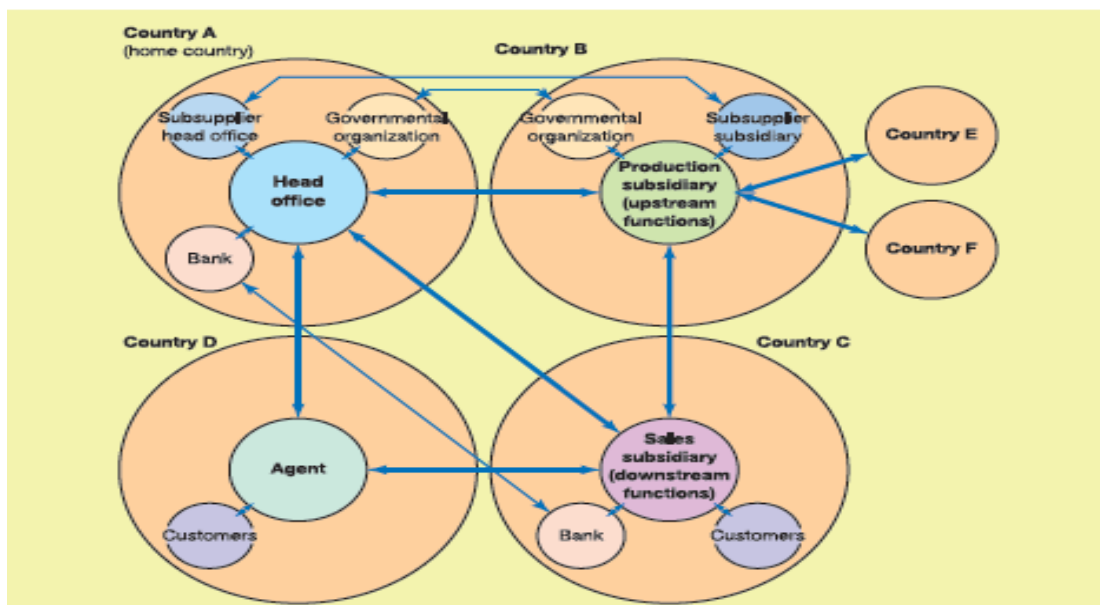 Country A
(home country)
Country B
Subsupplier
head office
Governmental
organization
Governmental
organization
Subsupplier
subsidiary
Head
office
Production
subsidiary
(upstream
functions)
Country E
Country F
Bank
Country D
Country C
Agent
Sales
subsidiary
(downstream
functions)
Customers
Bank
Customers